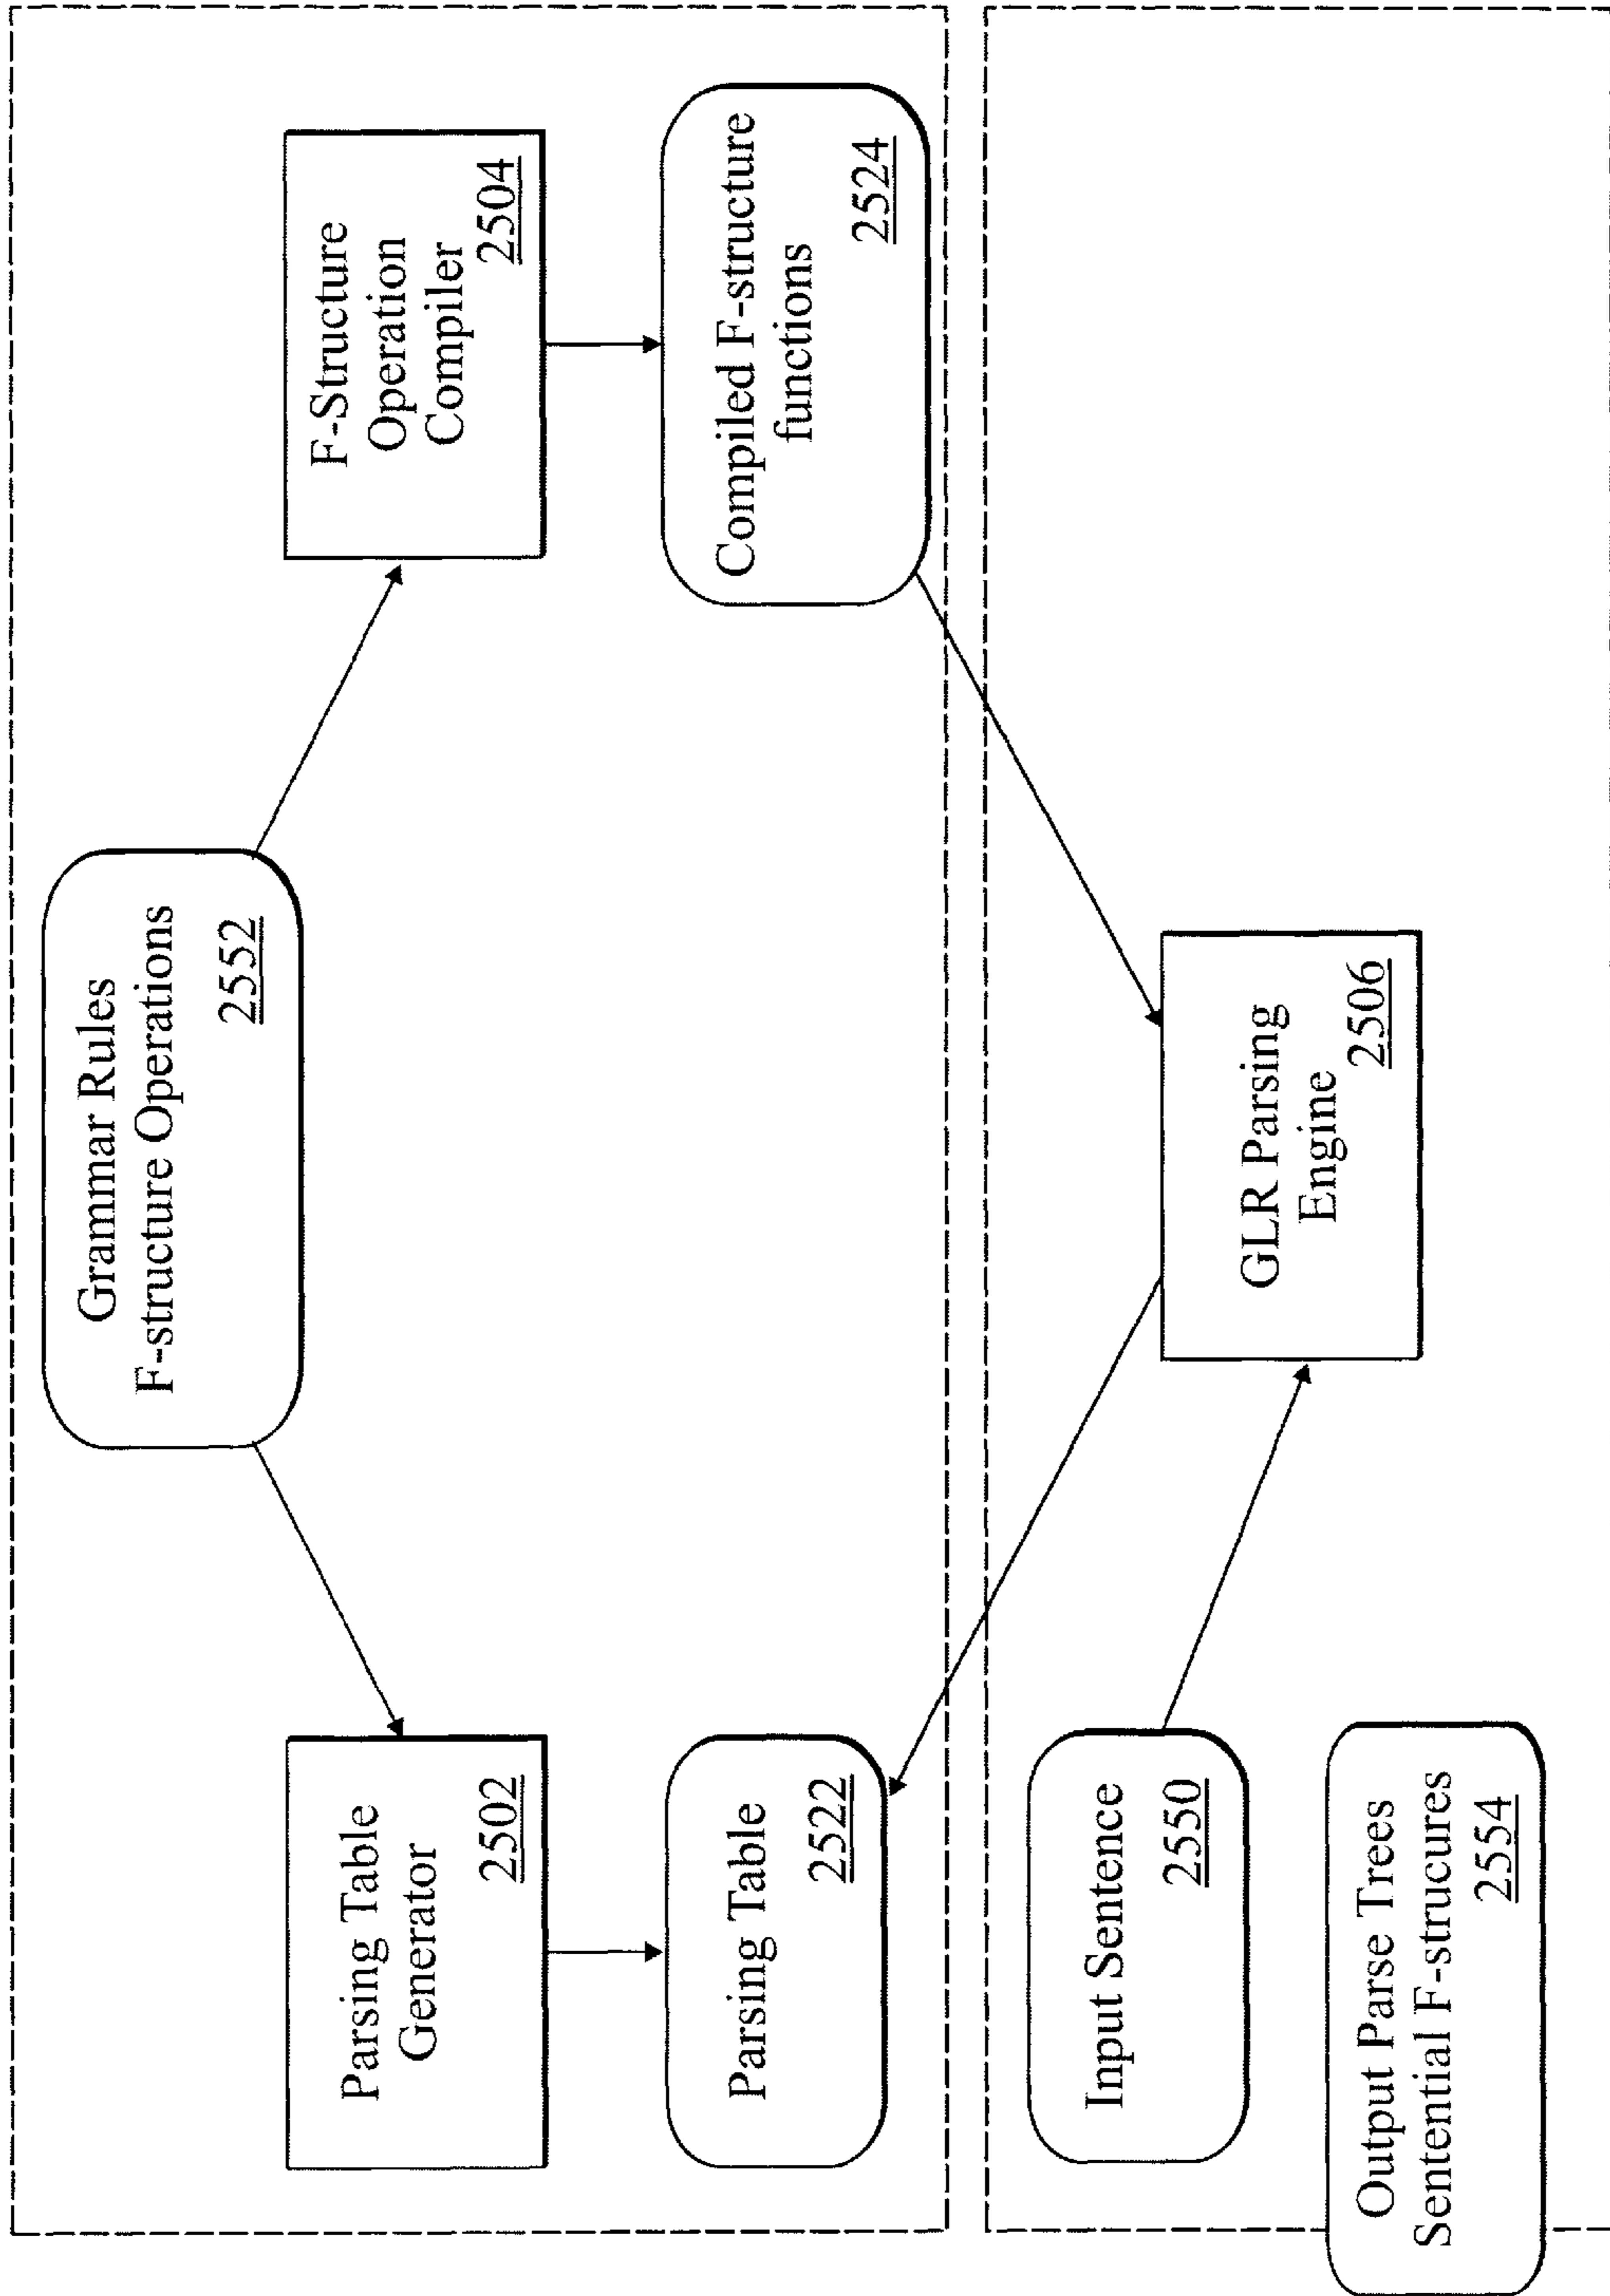 Grammar Rules
F-structure Operations
2552
Parsing Table
Generator
2502
F-Structure
Operation
Compiler
2504
Parsing Table
2522
Compiled F-structure
functions
2524
Input Sentence
2550
GLR Parsing
Engine
2506
Output Parse Trees
Sentential F-strucures
2554